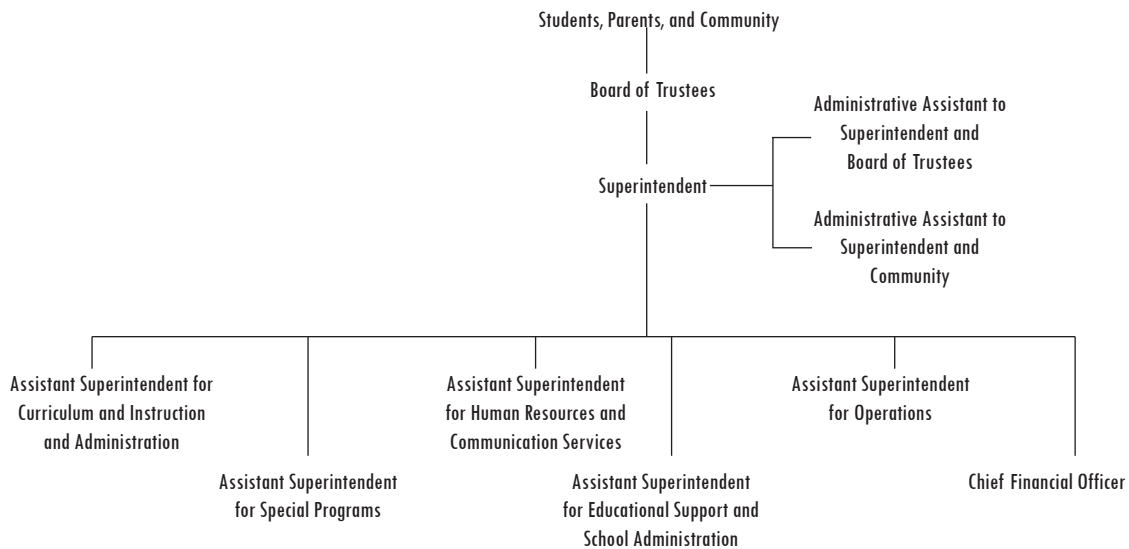 Students, Parents, and Community
Board of Trustees
Administrative Assistant to
Superintendent and
Board of Trustees
Superintendent
Administrative Assistant to
Superintendent and
Community
Assistant Superintendent for
Curriculum and Instruction
and Administration
Assistant Superintendent
for Special Programs
Assistant Superintendent
for Human Resources and
Communication Services
Assistant Superintendent
for Educational Support and
School Administration
Assistant Superintendent
for Operations
Chief Financial Officer